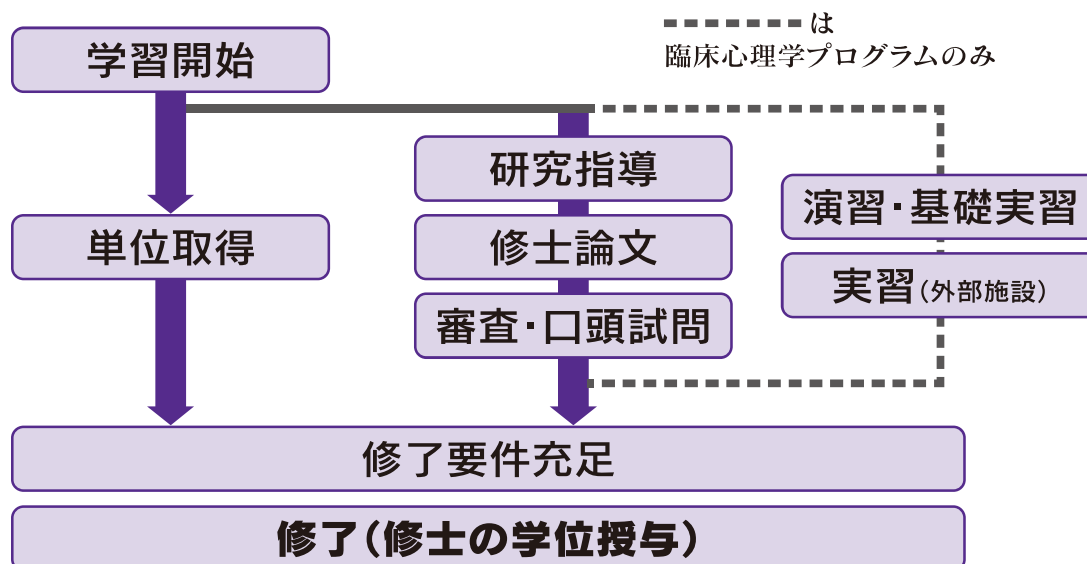 は
臨床心理学プログラムのみ
学習開始
研究指導
演習・基礎実習
単位取得
修士論文
実習(外部施設)
審査・口頭試問
修了要件充足
修了(修士の学位授与)